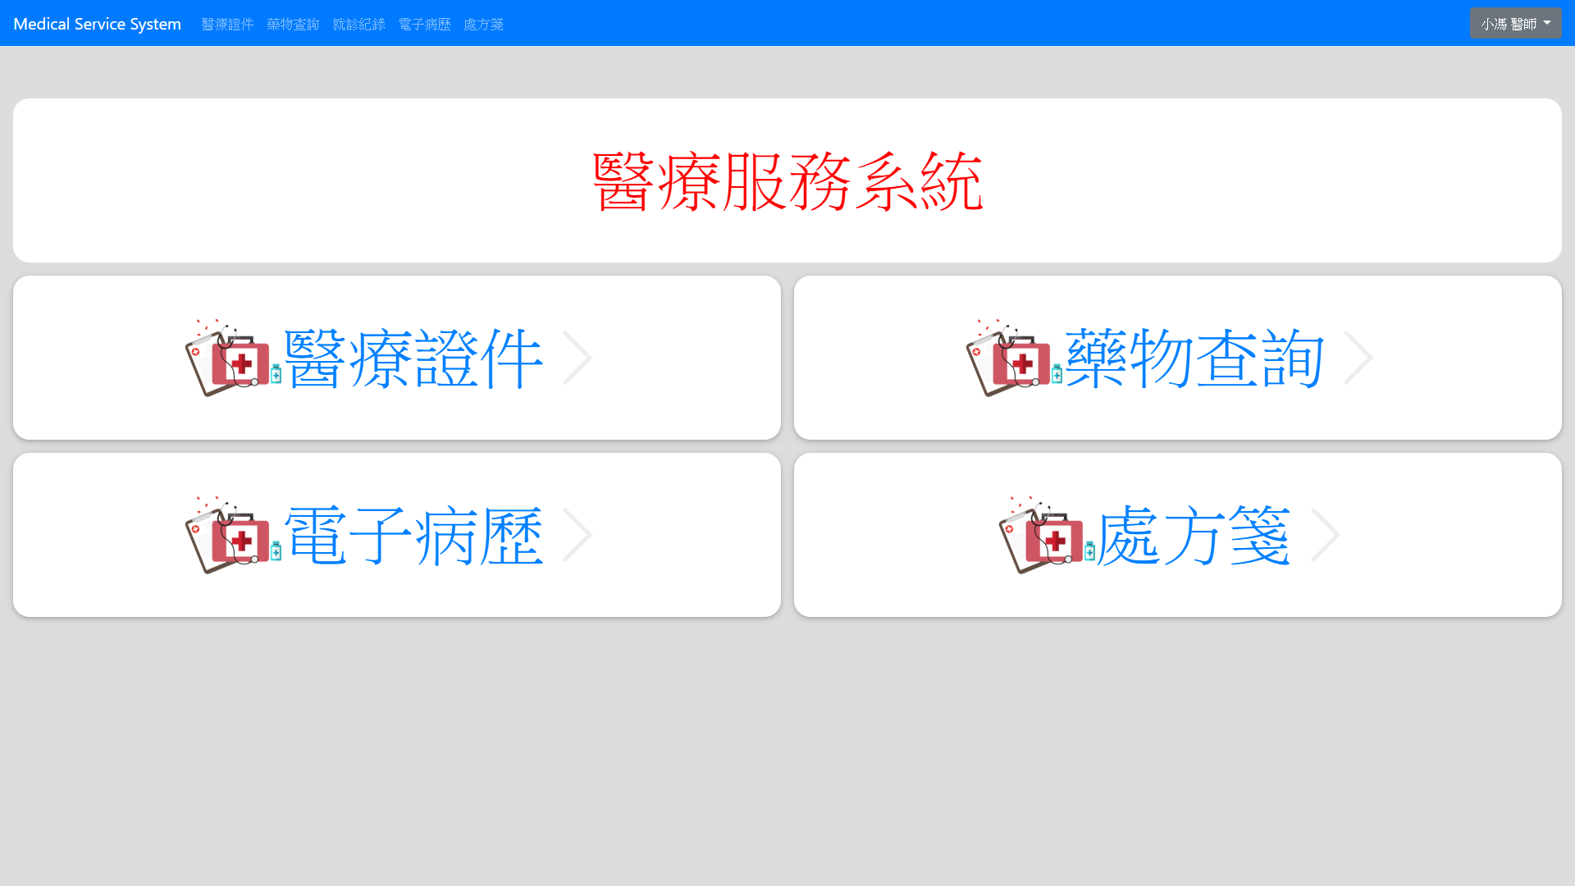 Medical Service System 醫療證件 藥物查詢 就診紀錄 電子病歷 處方箋 小馮 醫師
醫療服務系統
醫療證件
藥物查詢
電子病歷
處方箋